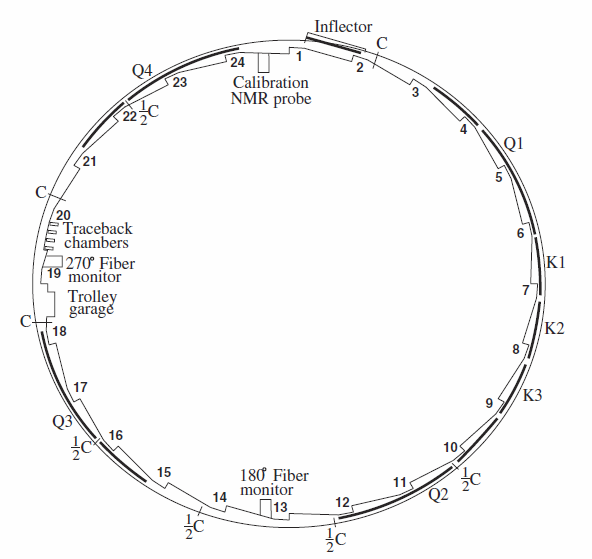 Inflector
C
1
2
3
4
Q1
5
6
K1
7
K2
8
K3
9
10
½C
Q2
11
12
½C
180° Fiber
monitor
13
14
½C
15
16
½C
Q3
17
18
C
Trolley
garage
19
270° Fiber
monitor
Traceback
chambers
20
C
21
22
½C
Q4
23
24
Calibration
NMR probe